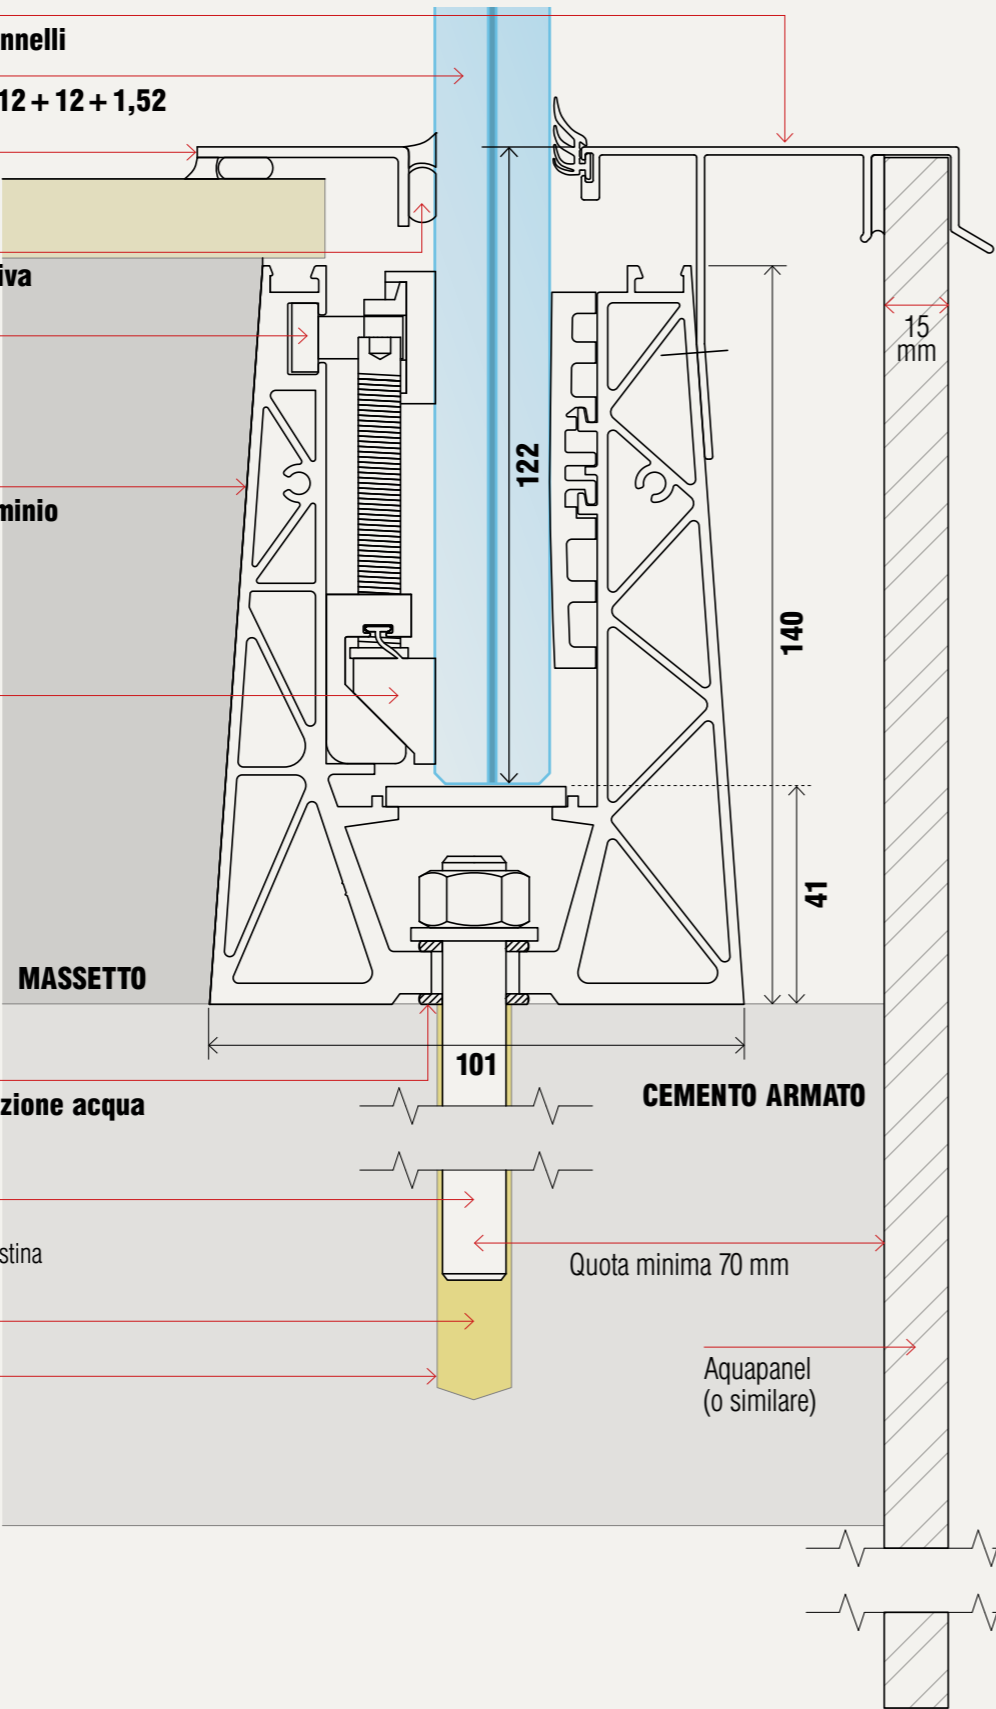 nnelli
12 + 12 + 1,52
iva
15
mm
122
minio
140
41
MASSETTO
101
CEMENTO ARMATO
zione acqua
stina
Quota minima 70 mm
Aquapanel
(o similare)